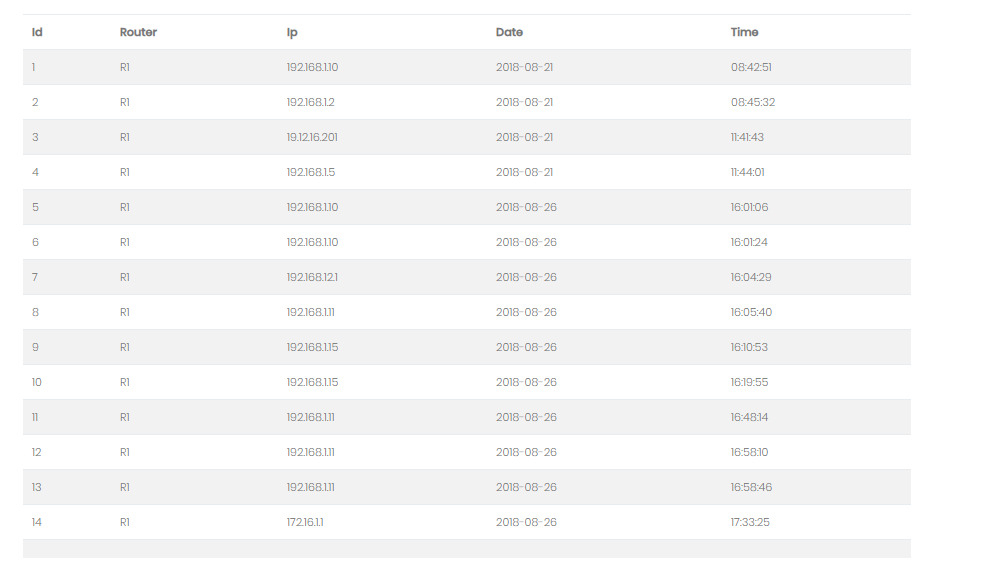 Id Router Ip Date Time
1 R1 192.168.1.10 2018-08-21 08:42:51
2 R1 192.168.1.2 2018-08-21 08:45:32
3 R1 19.12.16.201 2018-08-21 11:41:43
4 R1 192.168.1.5 2018-08-21 11:44:01
5 R1 192.168.1.10 2018-08-26 16:01:06
6 R1 192.168.1.10 2018-08-26 16:01:24
7 R1 192.168.12.1 2018-08-26 16:04:29
8 R1 192.168.1.11 2018-08-26 16:05:40
9 R1 192.168.1.15 2018-08-26 16:10:53
10 R1 192.168.1.15 2018-08-26 16:19:55
11 R1 192.168.1.11 2018-08-26 16:48:14
12 R1 192.168.1.11 2018-08-26 16:58:10
13 R1 192.168.1.11 2018-08-26 16:58:46
14 R1 172.16.1.1 2018-08-26 17:33:25